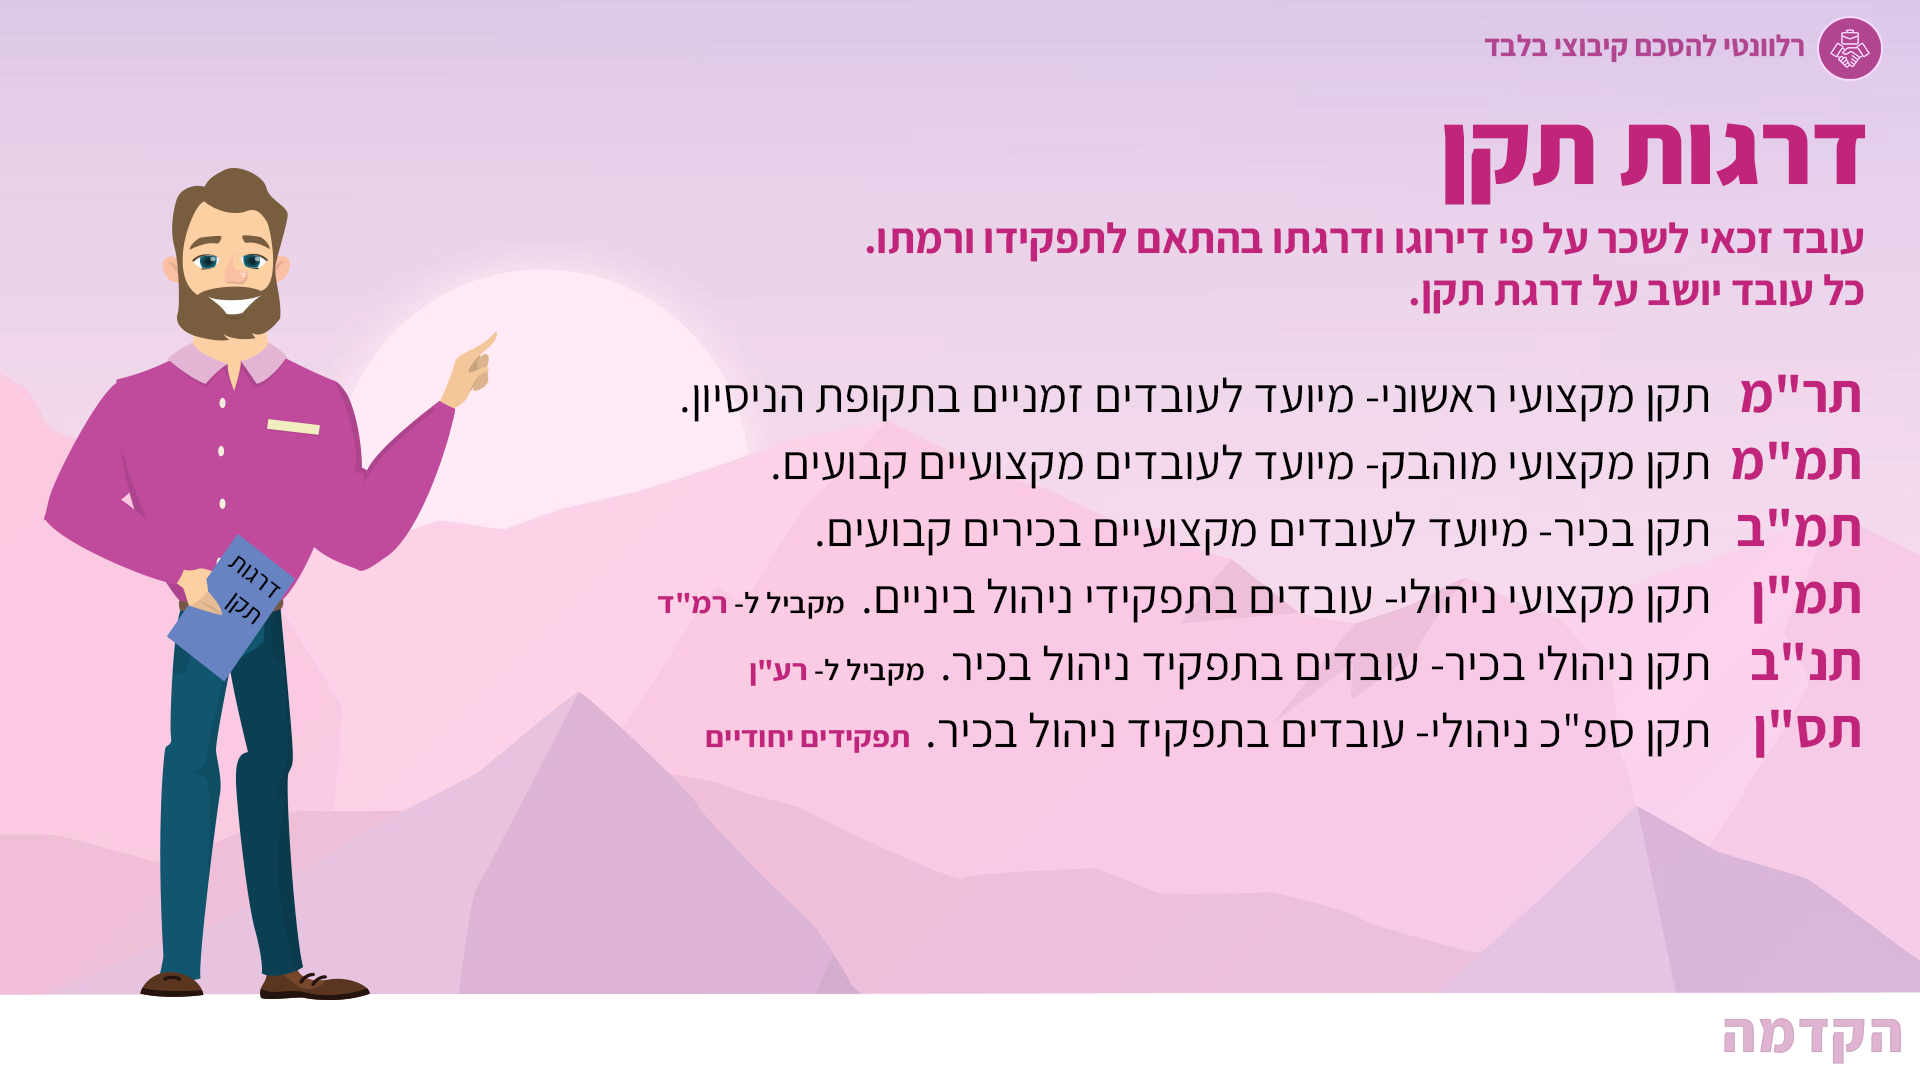 רלוונטי להסכם קיבוצי בלבד
דרגות תקן
עובד זכאי לשכר על פי דירוגו ודרגתו בהתאם לתפקידו ורמתו.
כל עובד יושב על דרגת תקן.
תר"מ תקן מקצועי ראשוני- מיועד לעובדים זמניים בתקופת הניסיון.
תמ"מ תקן מקצועי מוהבק- מיועד לעובדים מקצועיים קבועים.
תמ"ב תקן בכיר- מיועד לעובדים מקצועיים בכירים קבועים.
תמ"ן תקן מקצועי ניהולי- עובדים בתפקידי ניהול ביניים. מקביל ל- רמ"ד
תנ"ב תקן ניהולי בכיר- עובדים בתפקיד ניהול בכיר. מקביל ל- רע"ן
תס"ן תקן ספ"כ ניהולי- עובדים בתפקיד ניהול בכיר. תפקידים יחודיים
דרגות
תקן
הקדמה